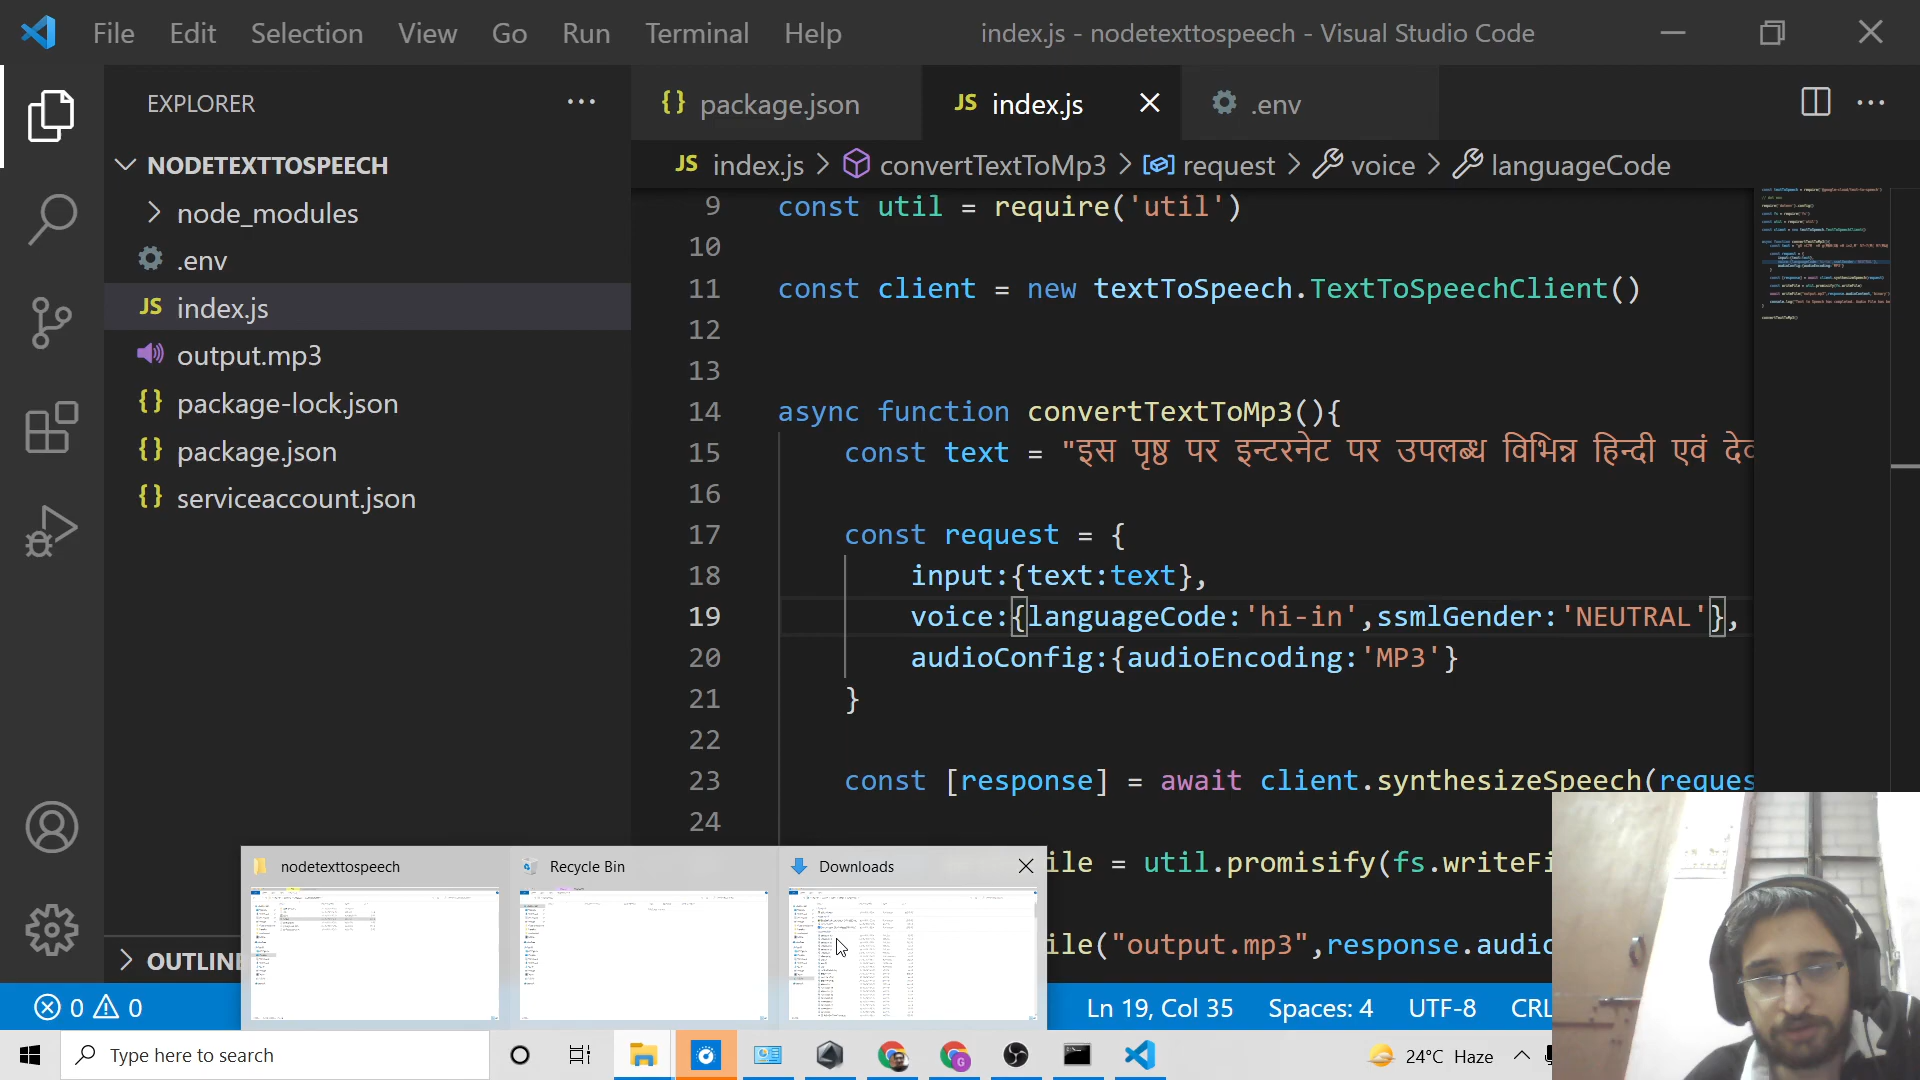 File Edit Selection View Go Run Terminal Help
index.js - nodetexttospeech - Visual Studio Code
EXPLORER
NODETEXTTOSPEECH
node_modules
.env
JS index.js
output.mp3
{} package-lock.json
{} package.json
{} serviceaccount.json
OUTLINE
{} package.json
JS index.js
.env
JS index.js > convertTextToMp3 > request > voice > languageCode
9 const util = require('util')
10
11 const client = new textToSpeech.TextToSpeechClient()
12
13
14 async function convertTextToMp3(){
15 const text = "इस पृष्ठ पर इन्टरनेट पर उपलब्ध विभिन्न हिन्दी एवं
16
17 const request = {
18 input:{text:text},
19 voice:{languageCode:'hi-in',ssmlGender:'NEUTRAL'},
20 audioConfig:{audioEncoding:'MP3'}
21 }
22
23 const [response] = await client.synthesizeSpeech(reques
24
ile = util.promisify(fs.writeFi
ile("output.mp3",response.audio
nodetexttospeech
Recycle Bin
Downloads
0 0
Ln 19, Col 35 Spaces: 4 UTF-8 CRL
Type here to search
24°C Haze